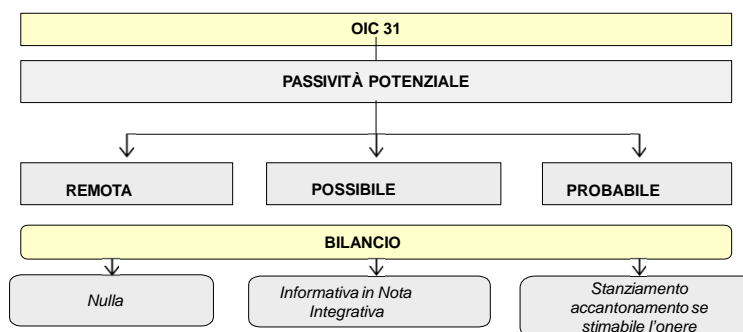 OIC 31
PASSIVITÀ POTENZIALE
REMOTA
POSSIBILE
PROBABILE
BILANCIO
Nulla
Informativa in Nota
Integrativa
Stanziamento
accantonamento se
stimabile l'onere